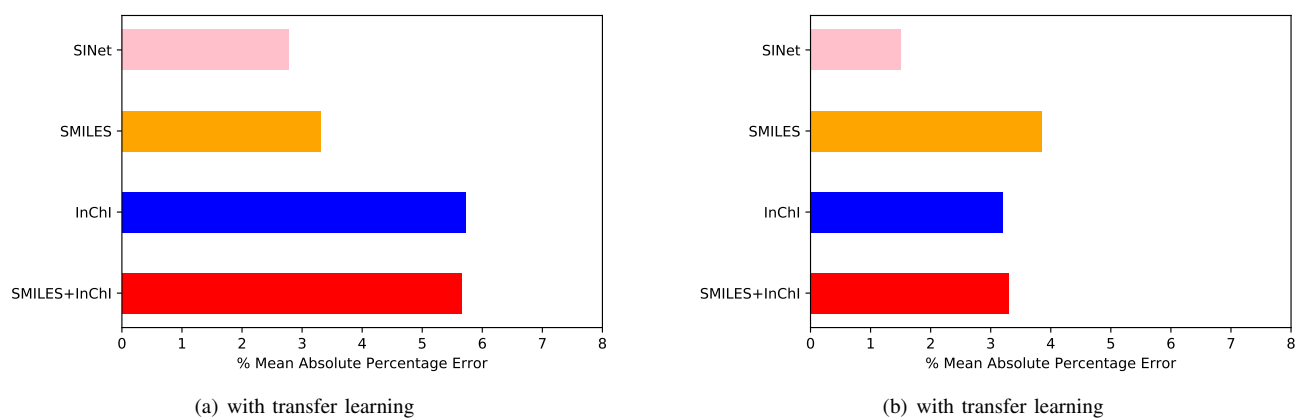 SINet
SMILES
InChI
SMILES+InChI
0 1 2 3 4 5 6 7 8
% Mean Absolute Percentage Error
(a) with transfer learning
SINet
SMILES
InChI
SMILES+InChI
0 1 2 3 4 5 6 7 8
% Mean Absolute Percentage Error
(b) with transfer learning